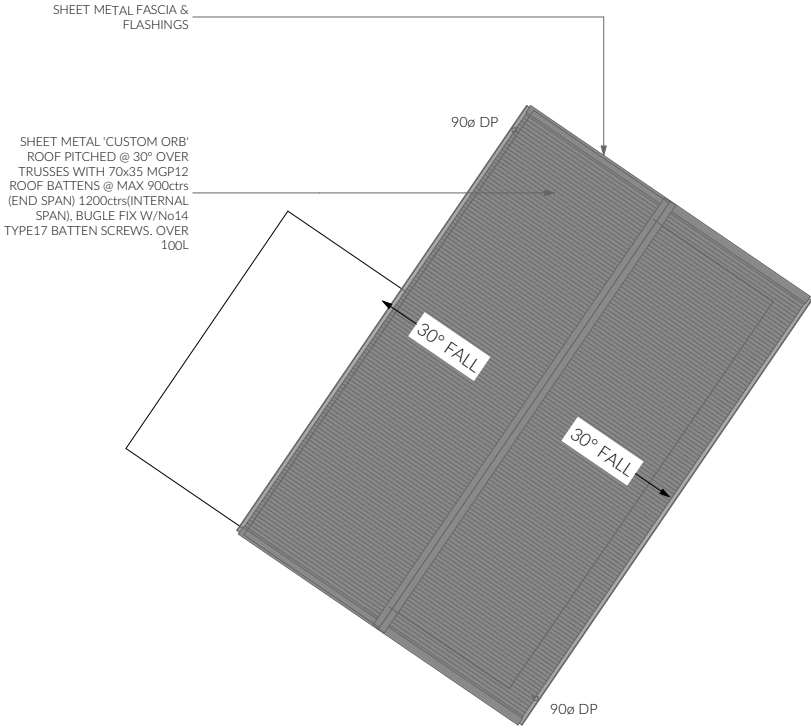 SHEET METAL FASCIA &
FLASHINGS
90ø DP
SHEET METAL 'CUSTOM ORB'
ROOF PITCHED @ 30° OVER
TRUSSES WITH 70x35 MGP12
ROOF BATTENS @ MAX 900ctrs
(END SPAN) 1200ctrs(INTERNAL
SPAN), BUGLE FIX W/No14
TYPE17 BATTEN SCREWS. OVER
100L
30° FALL
30° FALL
90ø DP